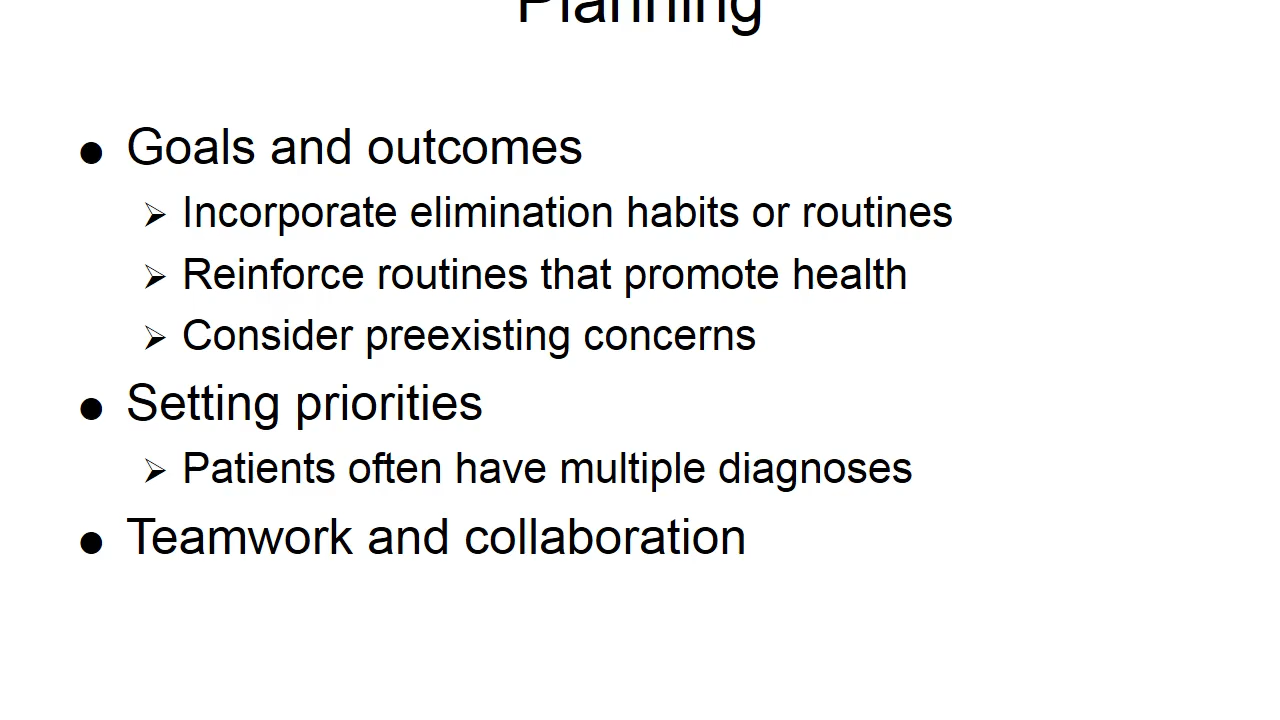 Planning
● Goals and outcomes
➢ Incorporate elimination habits or routines
➢ Reinforce routines that promote health
➢ Consider preexisting concerns
● Setting priorities
➢ Patients often have multiple diagnoses
● Teamwork and collaboration